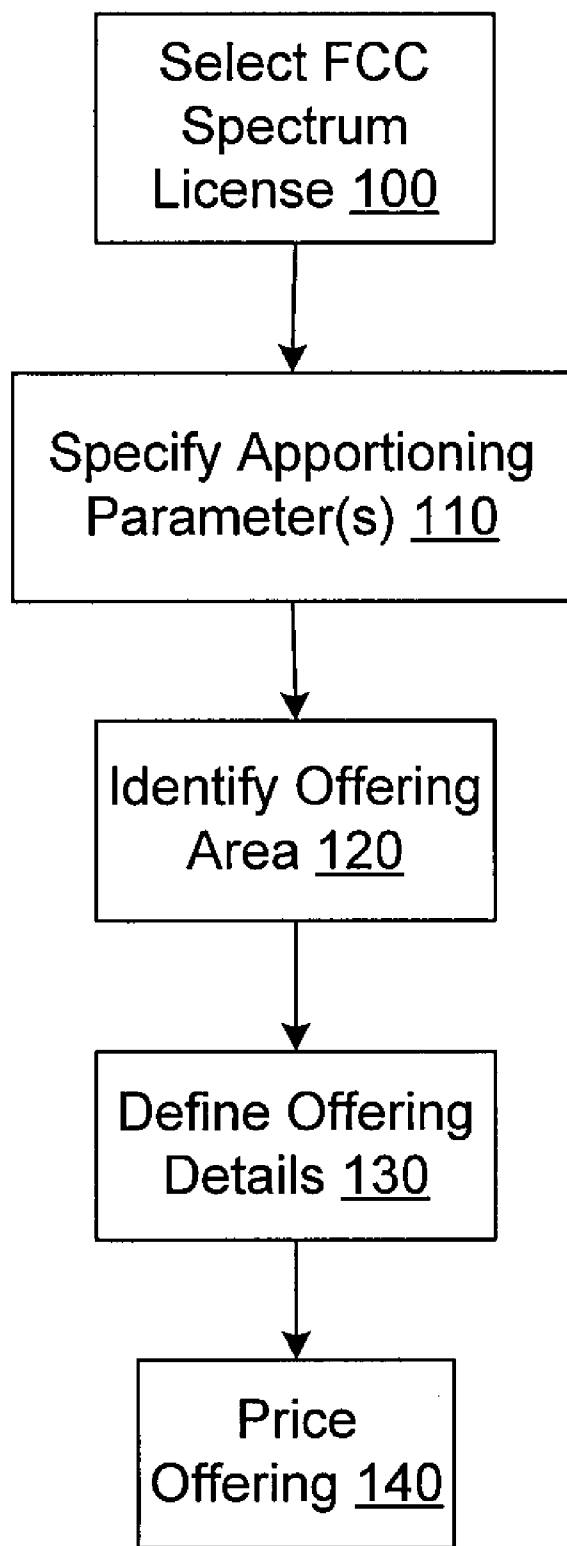 Select FCC
Spectrum
License 100
Specify Apportioning
Parameter(s) 110
Identify Offering
Area 120
Define Offering
Details 130
Price
Offering 140